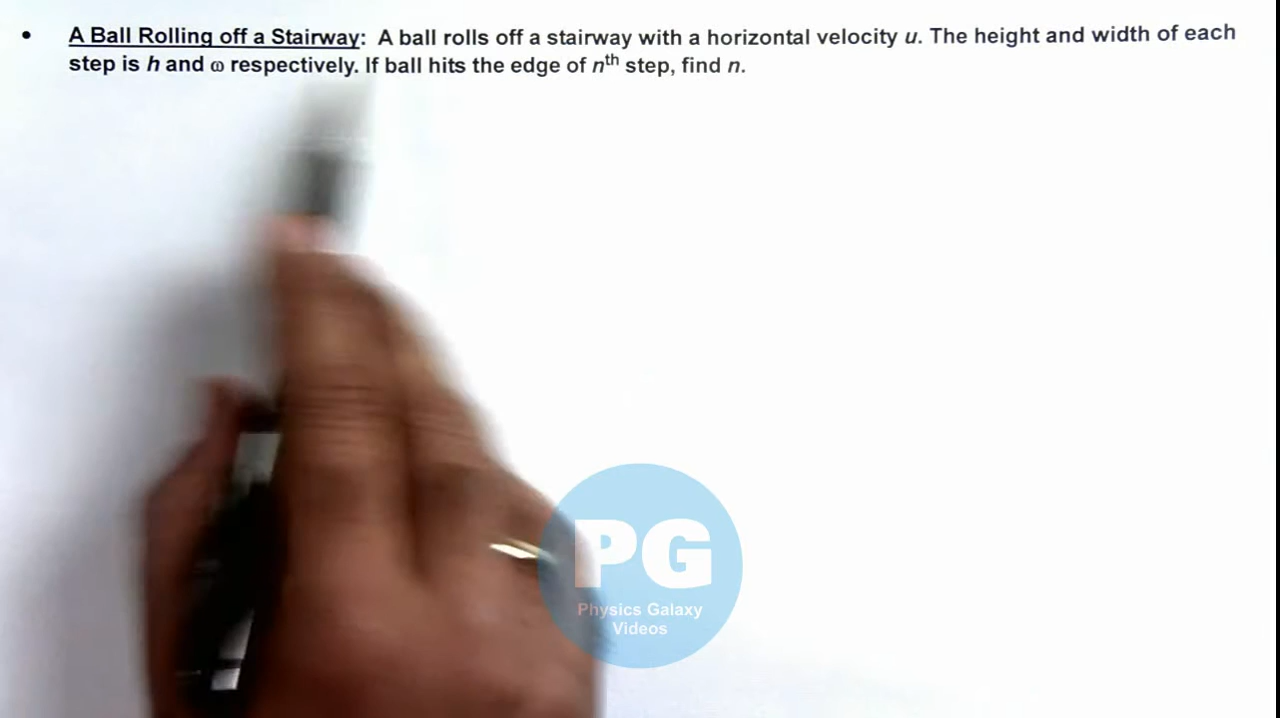 • A Ball Rolling off a Stairway: A ball rolls off a stairway with a horizontal velocity u. The height and width of each
step is h and ω respectively. If ball hits the edge of nth step, find n.
PG
Physics Galaxy
Videos